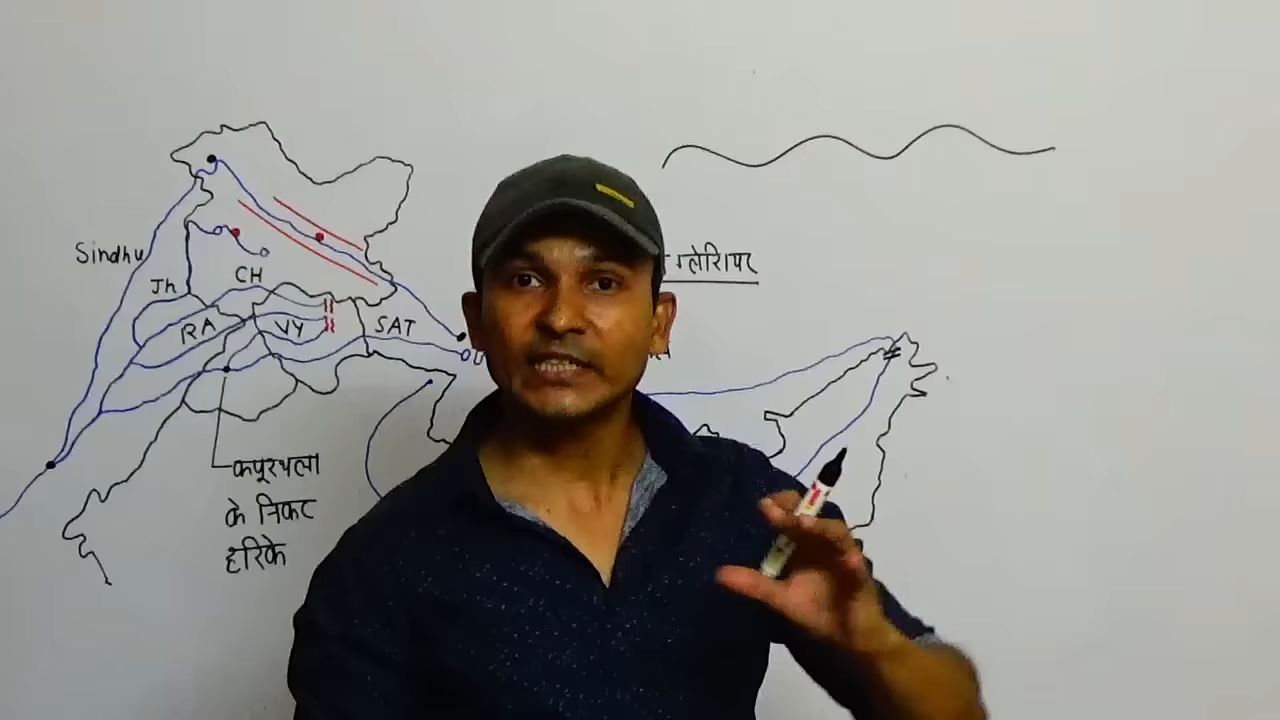 Sindhu
Jh
CH
RA
VY
SAT
ग्लेशियर
कपूरथला
के निकट
हरिके